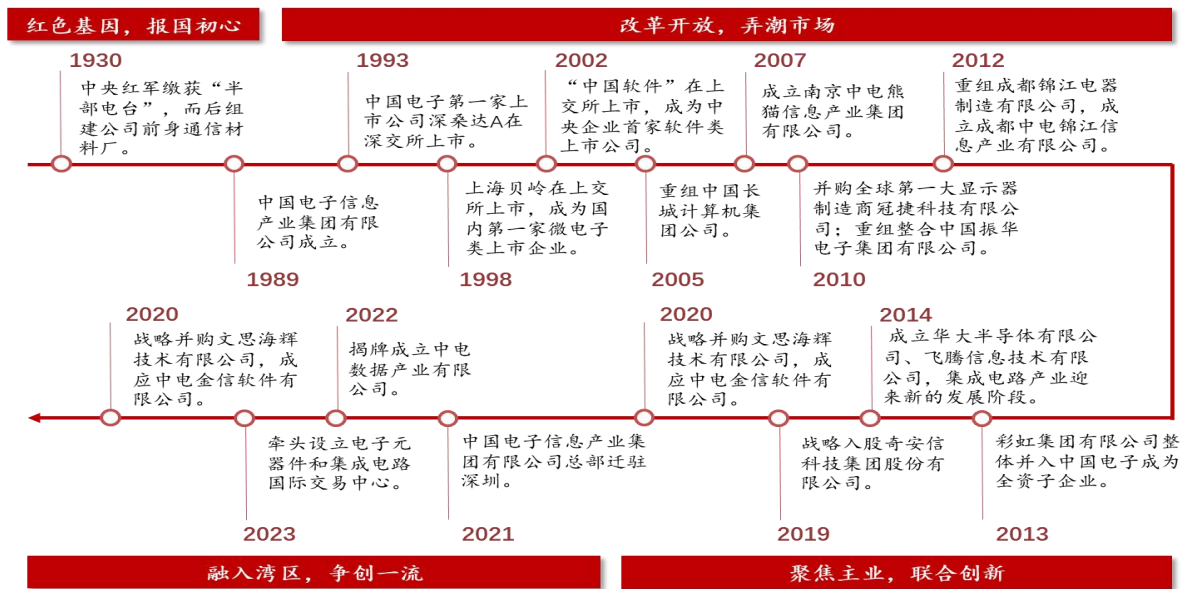 红色基因，报国初心
改革开放，弄潮市场
1930
中央红军缴获“半
部电台”，而后组
建公司前身通信材
料厂。
1989
中国电子信息
产业集团有限
公司成立。
1993
中国电子第一家上
市公司深桑达A在
深交所上市。
1998
上海贝岭在上交
所上市，成为国
内第一家微电子
类上市企业。
2002
“中国软件”在上
交所上市，成为中
央企业首家软件类
上市公司。
2005
重组中国长
城计算机集
团公司。
2007
成立南京中电熊
猫信息产业集团
有限公司。
2010
并购全球第一大显示器
制造商冠捷科技有限公
司；重组整合中国振华
电子集团有限公司。
2012
重组成都锦江电器
制造有限公司，成
立成都中电锦江信
息产业有限公司。
2013
彩虹集团有限公司整
体并入中国电子成为
全资子企业。
2014
成立华大半导体有限公
司、飞腾信息技术有限
公司，集成电路产业迎
来新的发展阶段。
2019
战略入股奇安信
科技集团股份有
限公司。
2020
战略并购文思海辉
技术有限公司，成
应中电金信软件有
限公司。
2021
中国电子信息产业集
团有限公司总部迁驻
深圳。
2022
揭牌成立中电
数据产业有限
公司。
2023
牵头设立电子元
器件和集成电路
国际交易中心。
2020
战略并购文思海辉
技术有限公司，成
应中电金信软件有
限公司。
融入湾区，争创一流
聚焦主业，联合创新